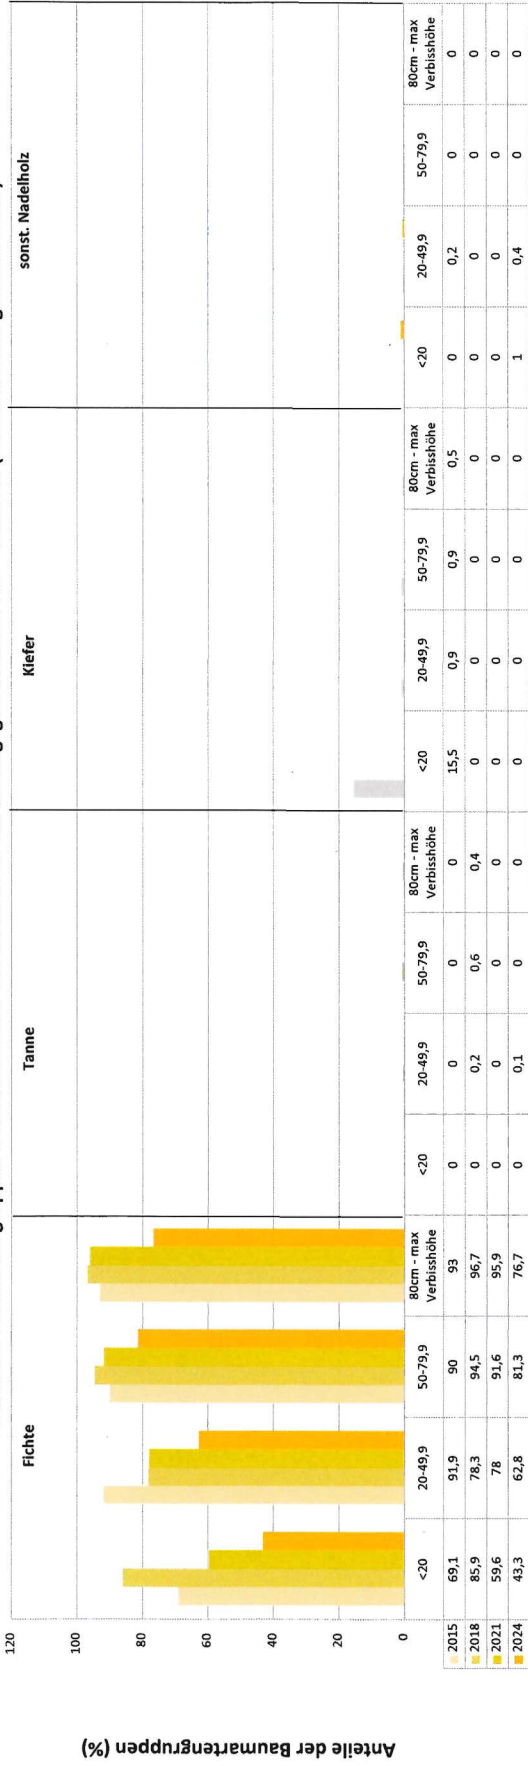 Fichte
Tanne
Kiefer
sonst. Nadelholz
Anteile der Baumartengruppen (%)
120
100
80
60
40
20
0
<20 20-49,9 50-79,9 80cm - max Verbisshöhe <20 20-49,9 50-79,9 80cm - max Verbisshöhe <20 20-49,9 50-79,9 80cm - max Verbisshöhe <20 20-49,9 50-79,9 80cm - max Verbisshöhe
2015 69,1 91,9 90 93 0 0 0 0 15,5 0,9 0,9 0,5 0 0,2 0 0
2018 85,9 78,3 94,5 96,7 0 0,2 0,6 0,4 0 0 0 0 0 0 0 0
2021 59,6 78 91,6 95,9 0 0 0 0 0 0 0 0 0 0 0 0
2024 43,3 62,8 81,3 76,7 0 0,1 0 0 0 0 0 0 1 0,4 0 0